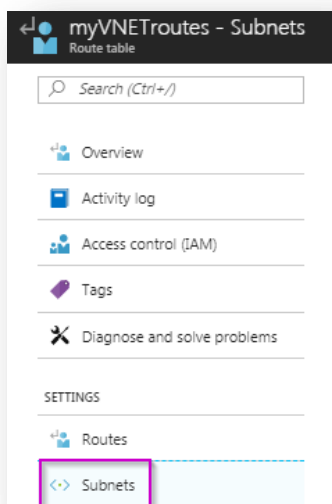 myVNETroutes - Subnets
Route table
Search (Ctrl+/)
Overview
Activity log
Access control (IAM)
Tags
Diagnose and solve problems
SETTINGS
Routes
Subnets